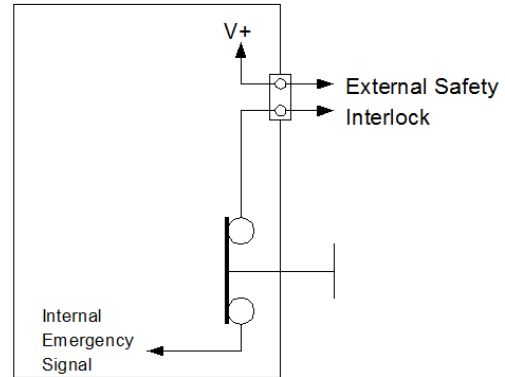 V+
External Safety
Interlock
Internal
Emergency
Signal